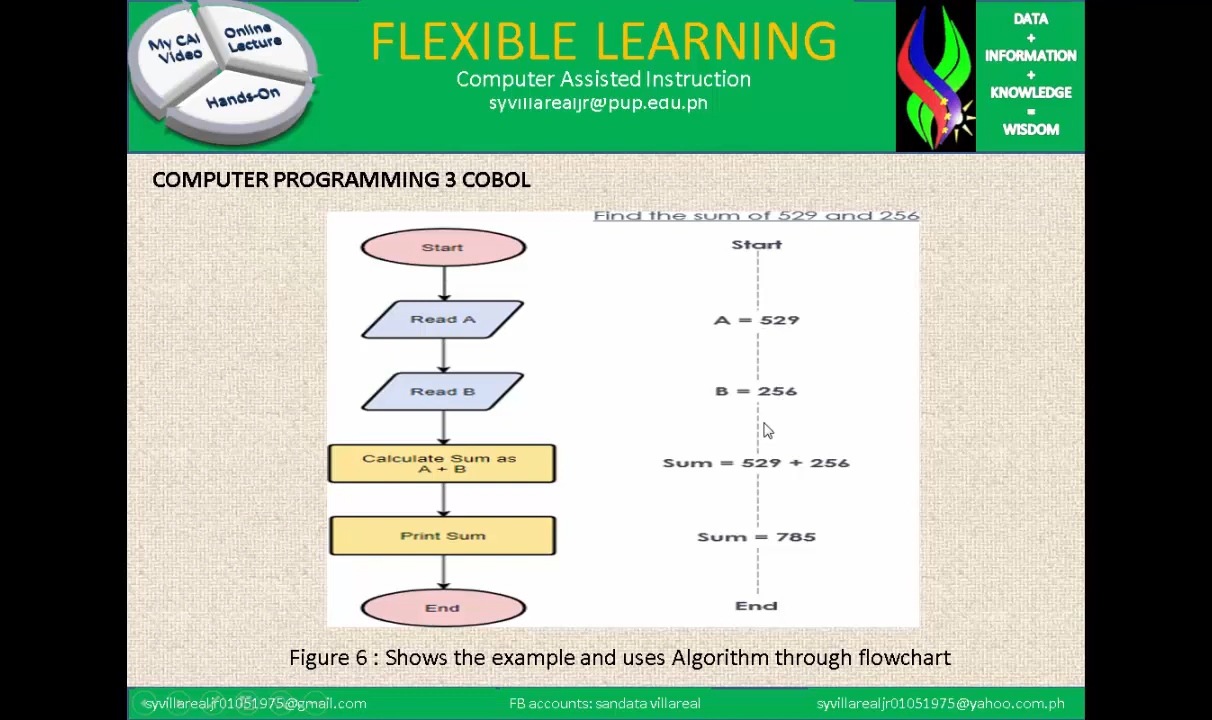 My CAI
Video
Online
Lecture
Hands-On
FLEXIBLE LEARNING
Computer Assisted Instruction
syvillarealjr@pup.edu.ph
DATA
+
INFORMATION
+
KNOWLEDGE
=
WISDOM
COMPUTER PROGRAMMING 3 COBOL
Find the sum of 529 and 256
Start
Start
Read A
A = 529
Read B
B = 256
Calculate Sum as
A + B
Sum = 529 + 256
Print Sum
Sum = 785
End
End
Figure 6 : Shows the example and uses Algorithm through flowchart
syvillarealjr01051975@gmail.com
FB accounts: sandata villareal
syvillarealjr01051975@yahoo.com.ph